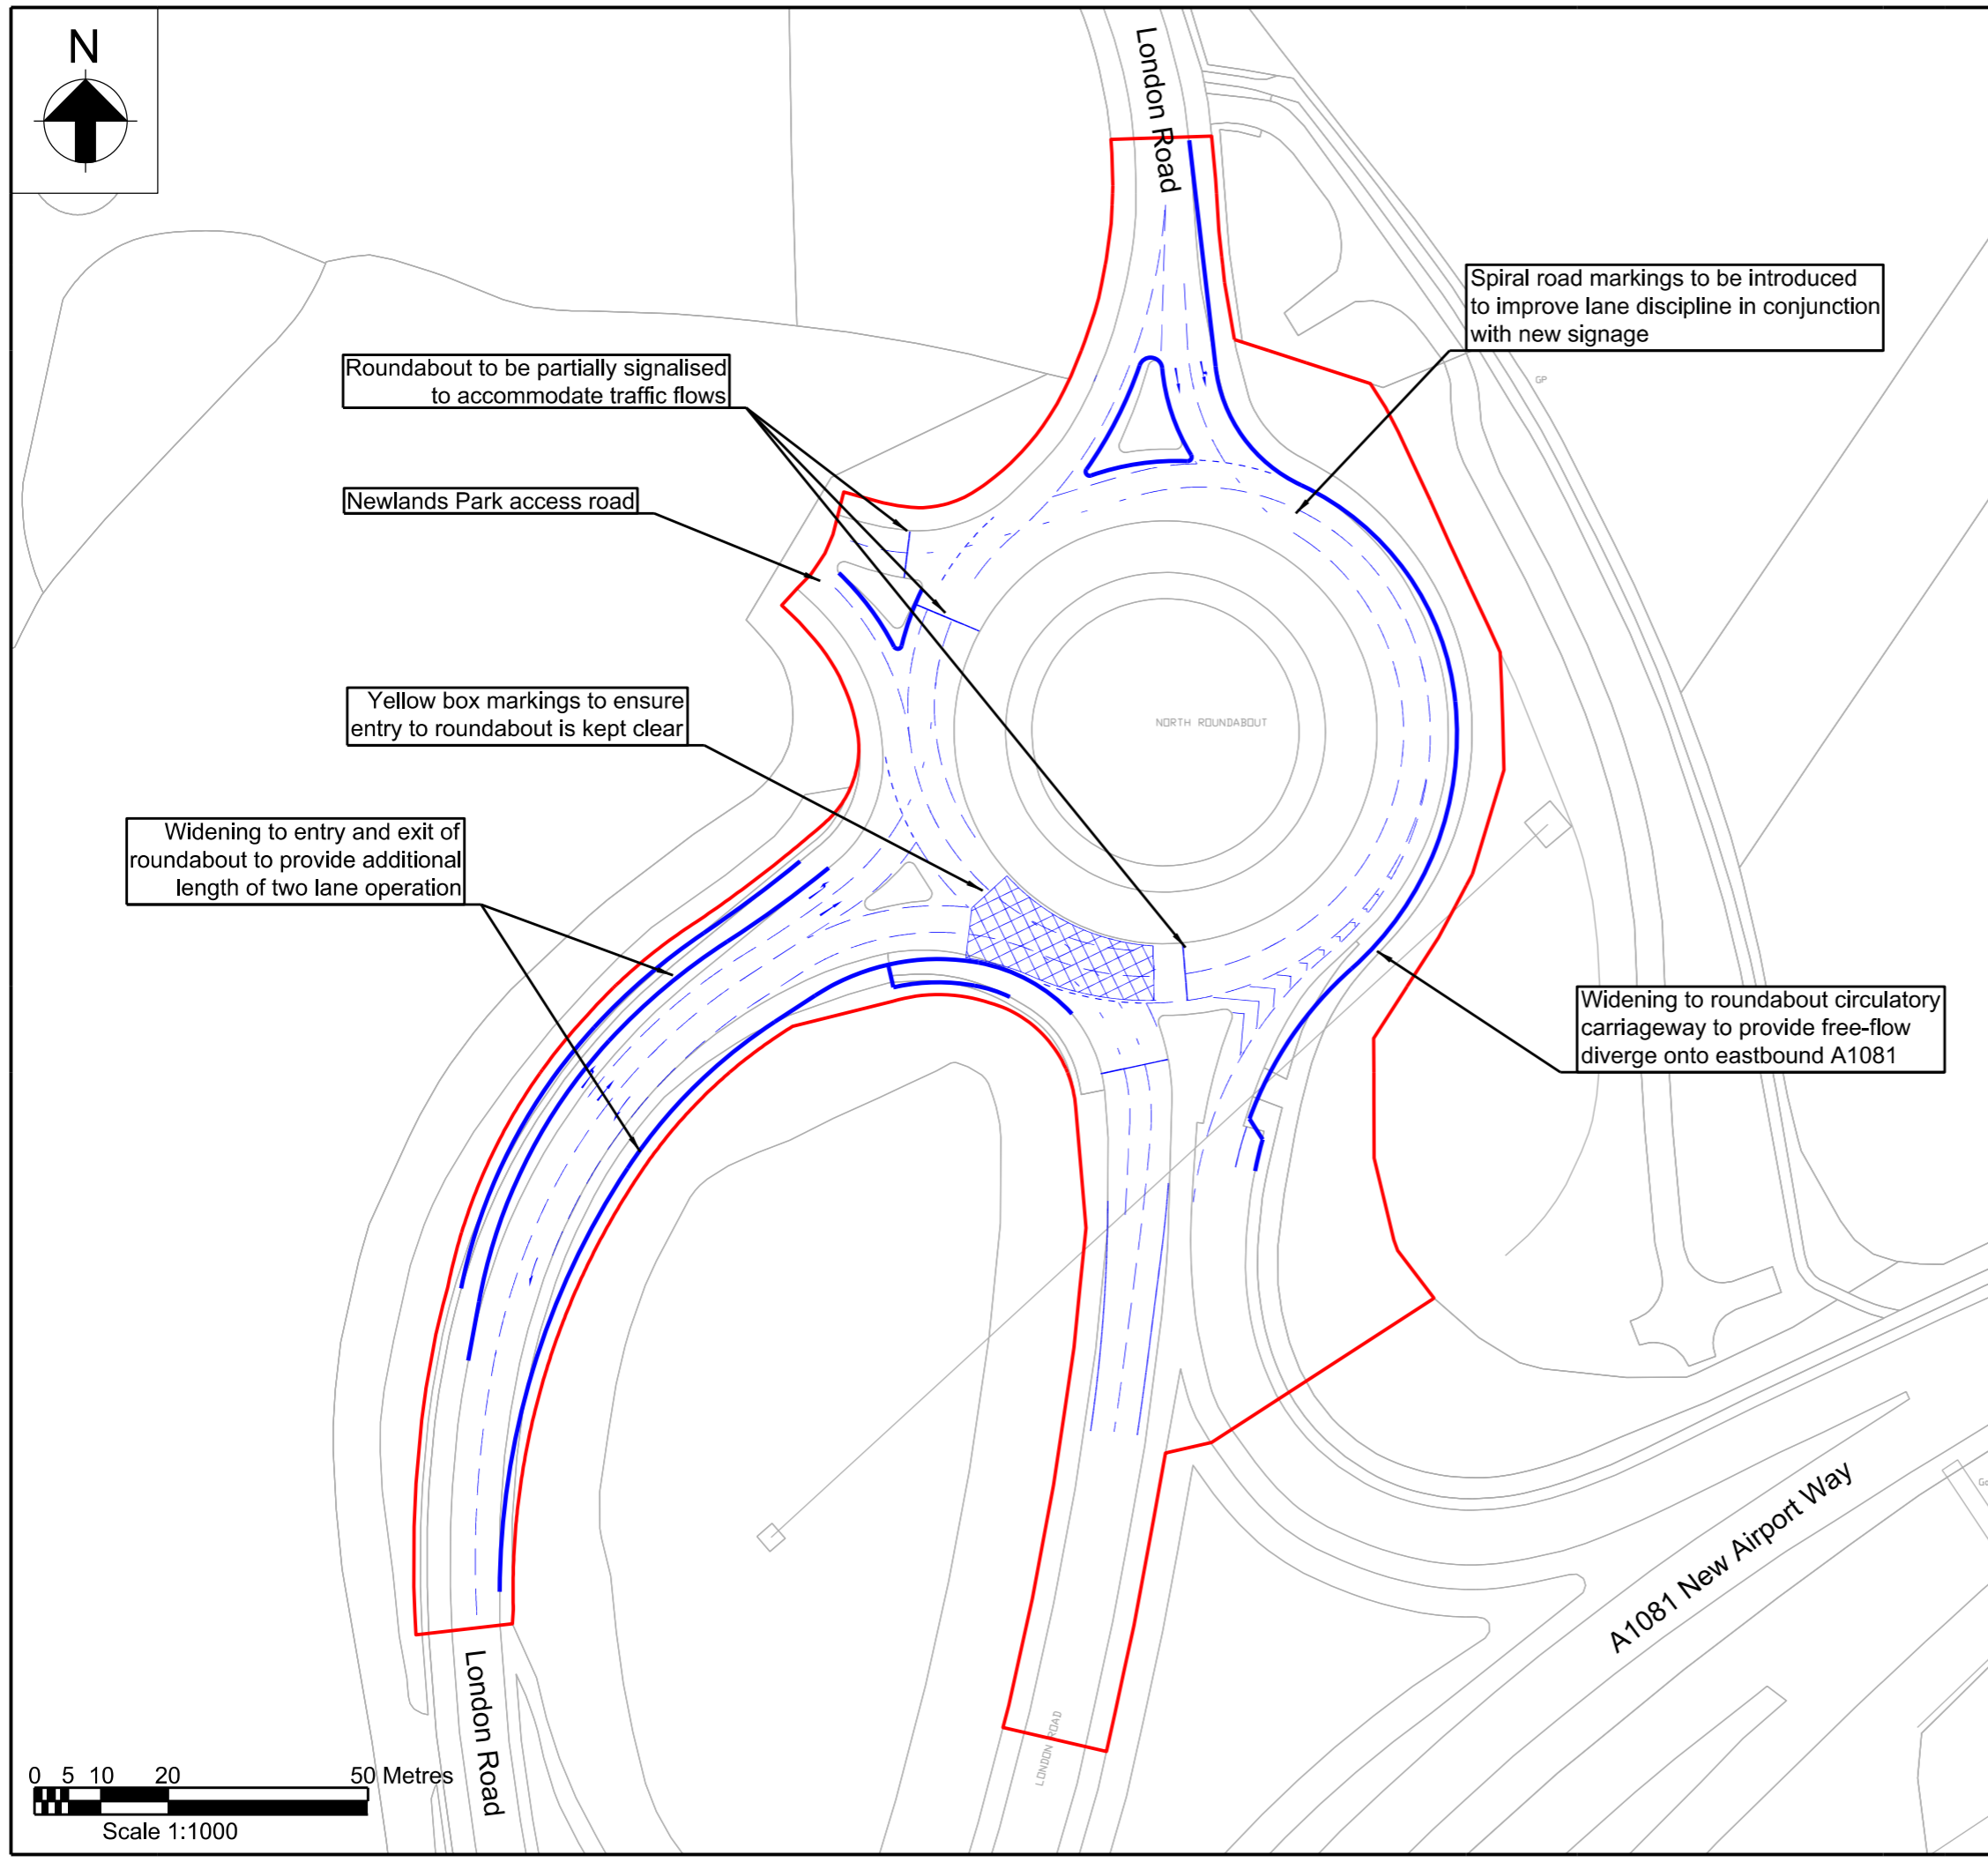 N
London Road
Spiral road markings to be introduced
to improve lane discipline in conjunction
with new signage
GP
Roundabout to be partially signalised
to accommodate traffic flows
Newlands Park access road
Yellow box markings to ensure
entry to roundabout is kept clear
NORTH ROUNDABOUT
Widening to entry and exit of
roundabout to provide additional
length of two lane operation
Widening to roundabout circulatory
carriageway to provide free-flow
diverge onto eastbound A1081
A1081 New Airport Way
London Road
LONDON ROAD
0 5 10 20 50 Metres
Scale 1:1000